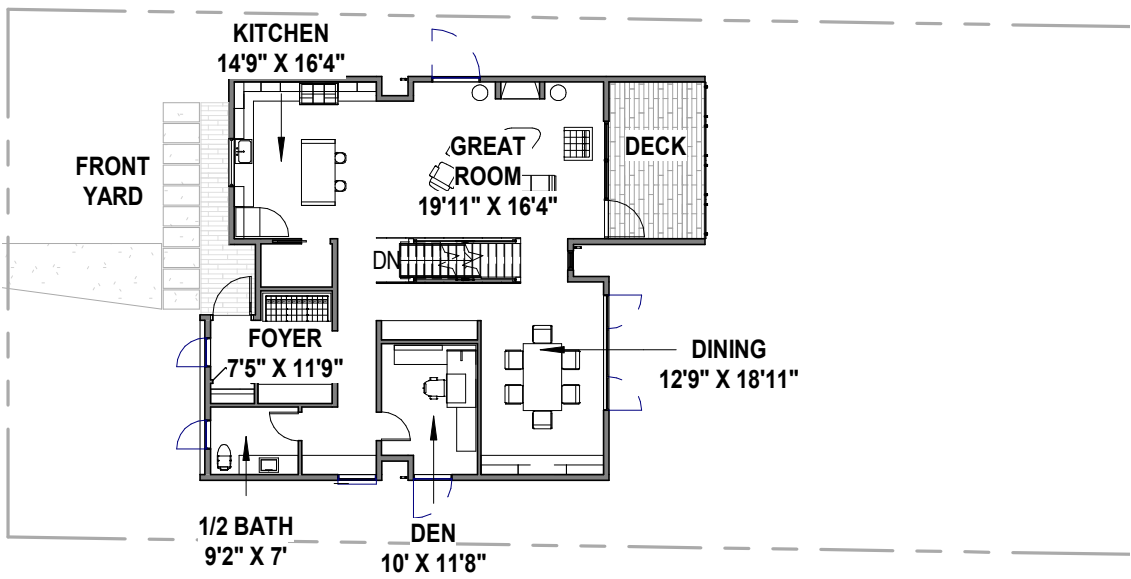 KITCHEN
14'9" X 16'4"
FRONT
YARD
GREAT
ROOM
19'11" X 16'4"
DECK
DN
FOYER
7'5" X 11'9"
DINING
12'9" X 18'11"
1/2 BATH
9'2" X 7'
DEN
10' X 11'8"